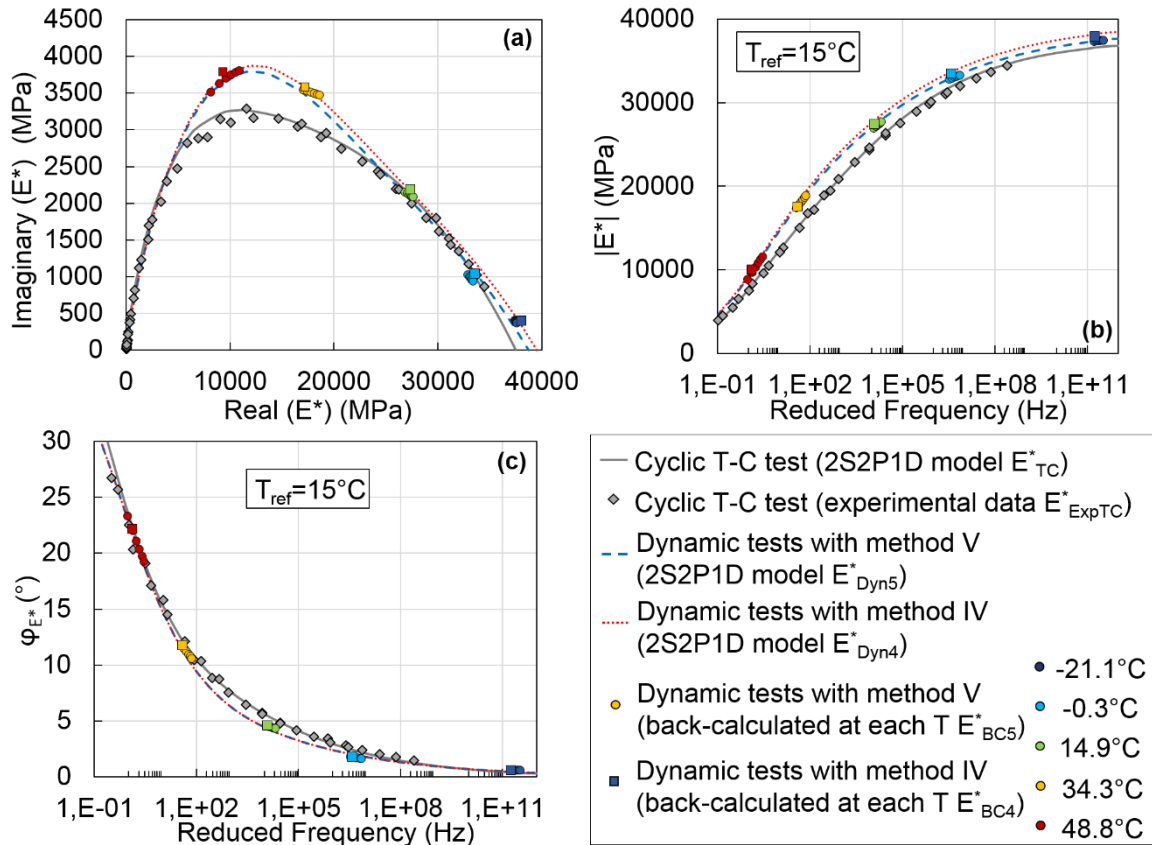 4500
4000
3500
3000
2500
2000
1500
1000
500
0
Imaginary (E*) (MPa)
(a)
0 10000 20000 30000 40000
Real (E*) (MPa)
40000
30000
20000
10000
0
|E*| (MPa)
Tref=15°C
(b)
1,E-01 1,E+02 1,E+05 1,E+08 1,E+11
Reduced Frequency (Hz)
30
25
20
15
10
5
0
φE* (°)
Tref=15°C
(c)
1,E-01 1,E+02 1,E+05 1,E+08 1,E+11
Reduced Frequency (Hz)
Cyclic T-C test (2S2P1D model E*TC)
Cyclic T-C test (experimental data E*ExpTC)
Dynamic tests with method V
(2S2P1D model E*Dyn5)
Dynamic tests with method IV
(2S2P1D model E*Dyn4)
Dynamic tests with method V
(back-calculated at each T E*BC5)
Dynamic tests with method IV
(back-calculated at each T E*BC4)
-21.1°C
-0.3°C
14.9°C
34.3°C
48.8°C